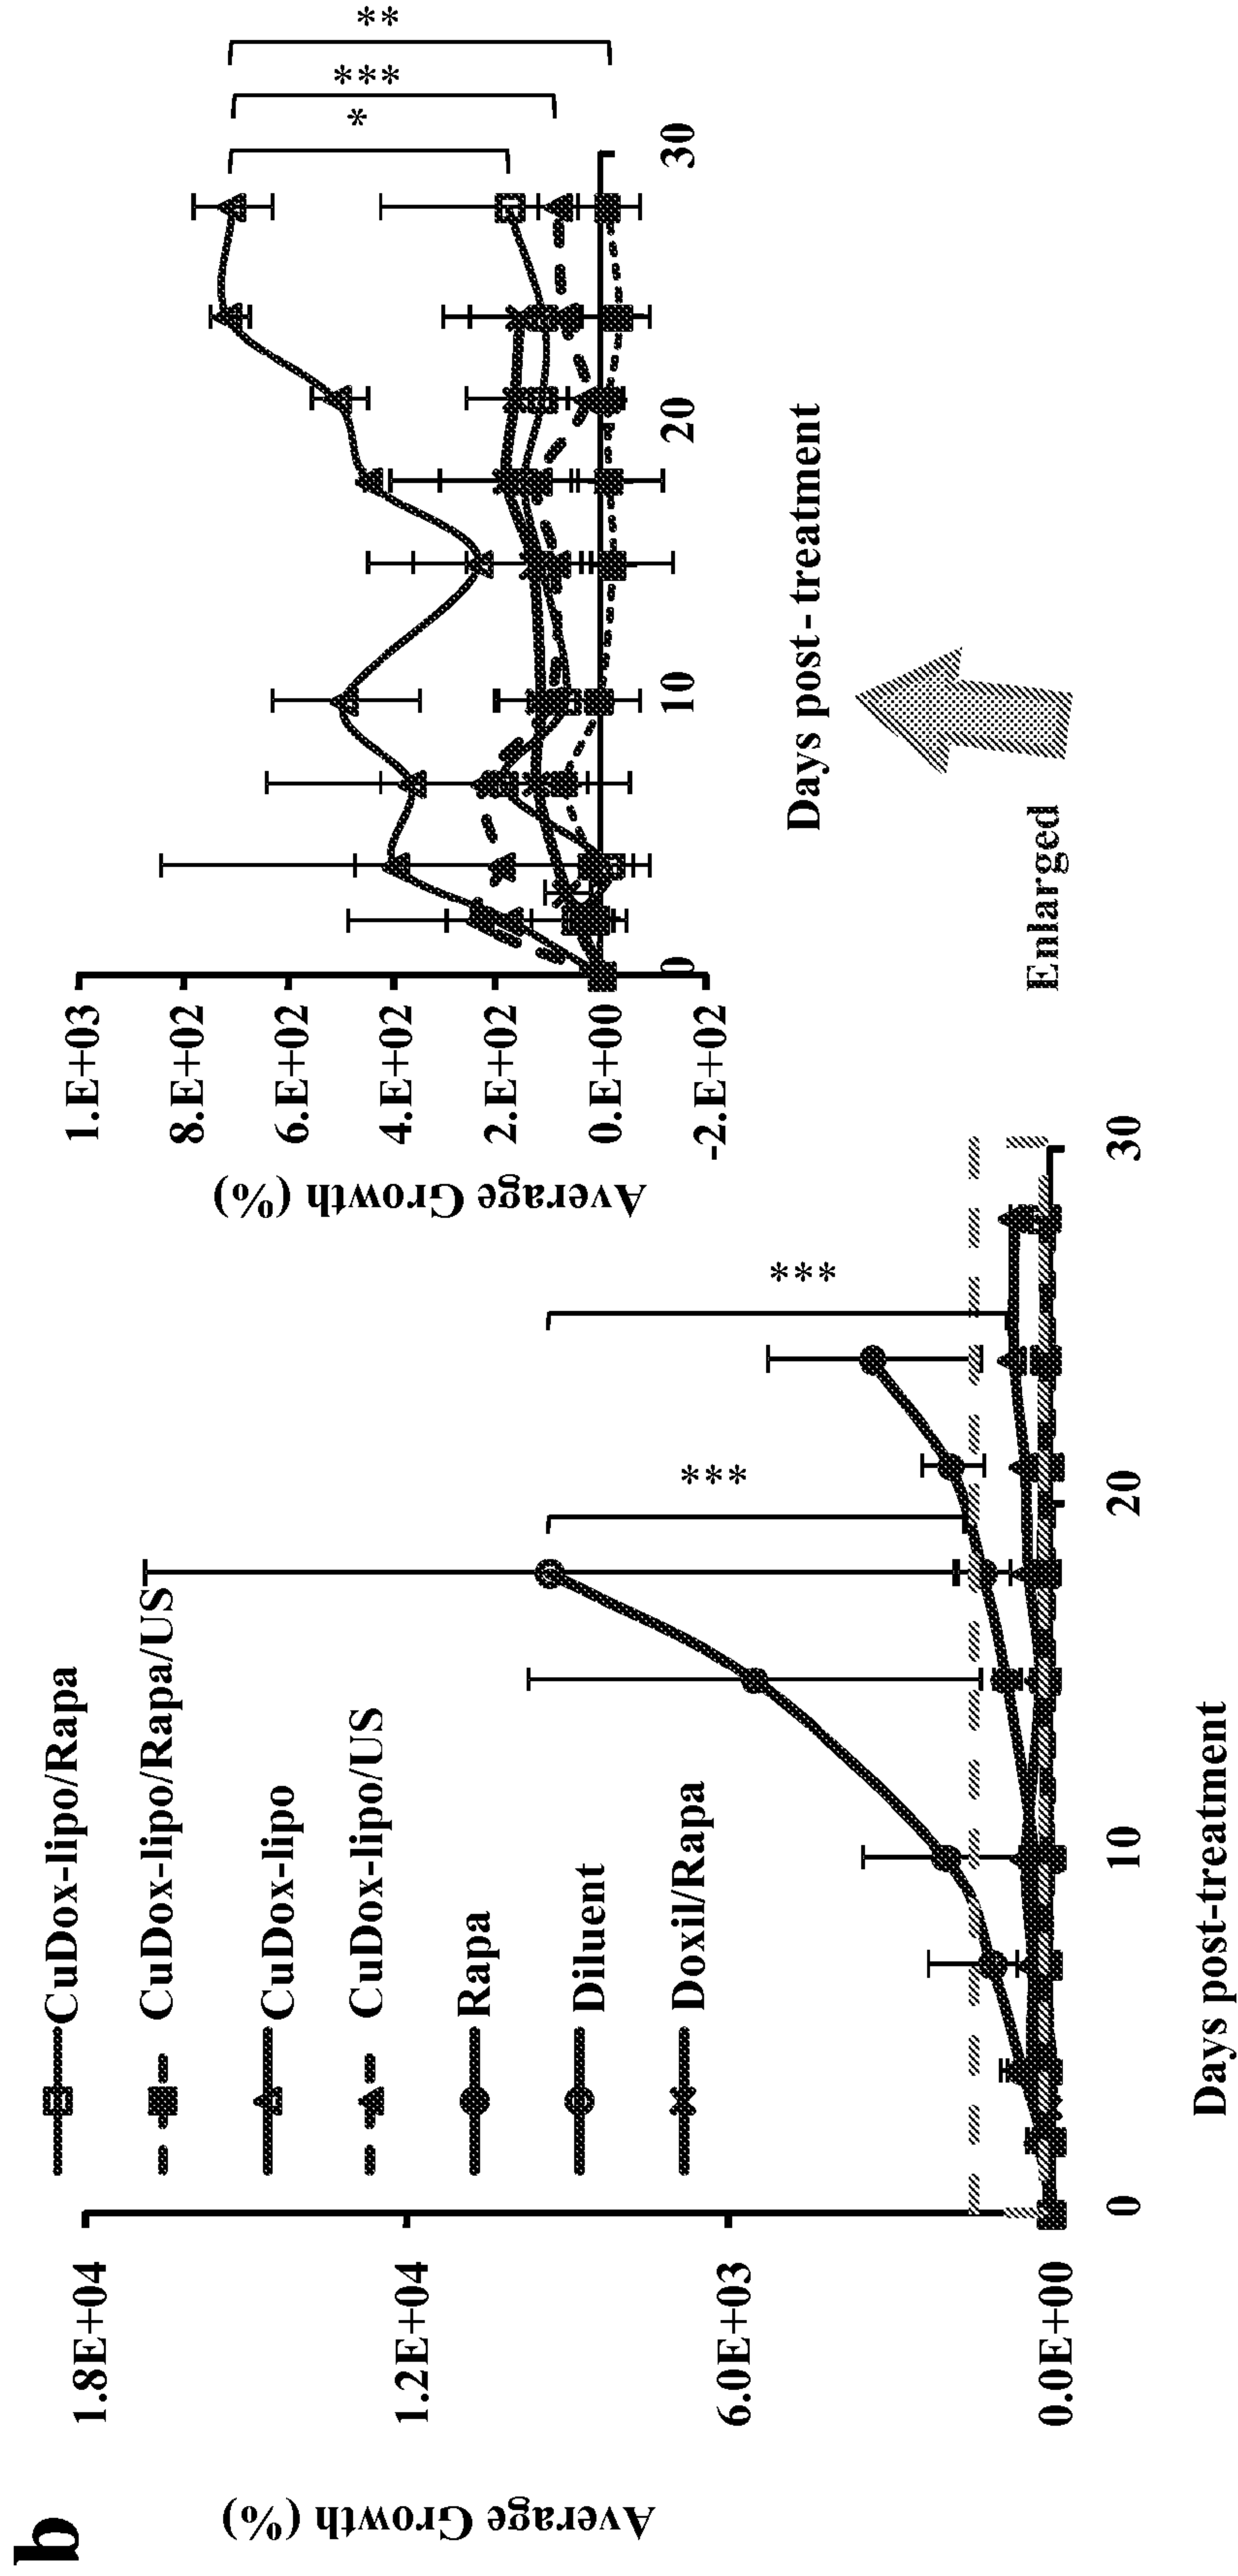 b
CuDox-lipo/Rapa
CuDox-lipo/Rapa/US
CuDox-lipo
CuDox-lipo/US
Rapa
Diluent
Doxil/Rapa
Average Growth (%)
1.8E+04
1.2E+04
6.0E+03
0.0E+00
0
10
20
30
Days post-treatment
***
***
Average Growth (%)
1.E+03
8.E+02
6.E+02
4.E+02
2.E+02
0.E+00
-2.E+02
0
10
20
30
Days post-treatment
*
***
**
Enlarged